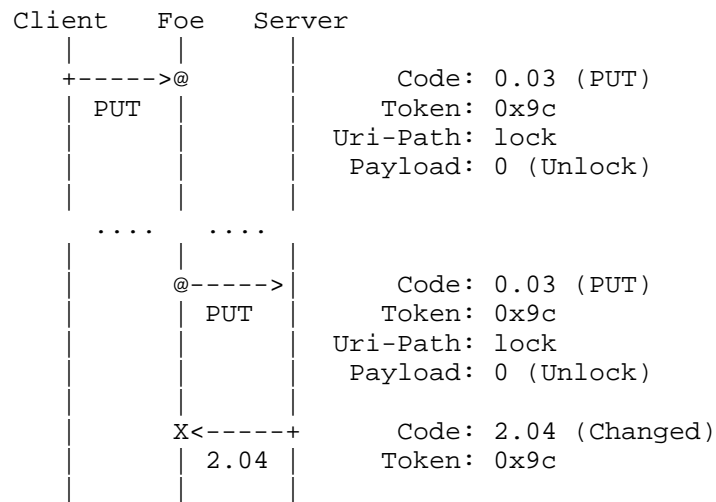 Client    Foe    Server
   |       |       |
   +----->@       |      Code: 0.03 (PUT)
   | PUT   |       |     Token: 0x9c
   |       |       |  Uri-Path: lock
   |       |       |   Payload: 0 (Unlock)
   |       |       |
     ....   ....
   |       |       |
   |       @----->|      Code: 0.03 (PUT)
   |       | PUT   |     Token: 0x9c
   |       |       |  Uri-Path: lock
   |       |       |   Payload: 0 (Unlock)
   |       |       |
   |       X<-----+      Code: 2.04 (Changed)
   |       | 2.04  |     Token: 0x9c
   |       |       |